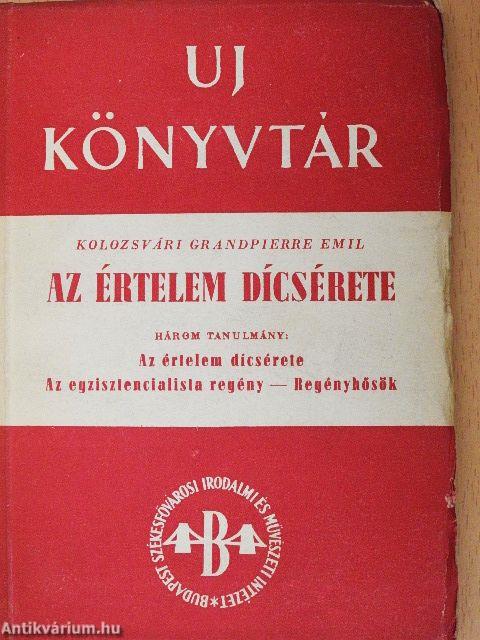 UJ
KÖNYVTÁR
KOLOZSVÁRI GRANDPIERRE EMIL
AZ ÉRTELEM DÍCSÉRETE
HÁROM TANULMÁNY:
Az értelem dícsérete
Az egzisztencialista regény — Regényhősök
BUDAPEST SZÉKESFŐVÁROSI IRODALMI ÉS MŰVÉSZETI INTÉZET*
B
Antikvárium.hu